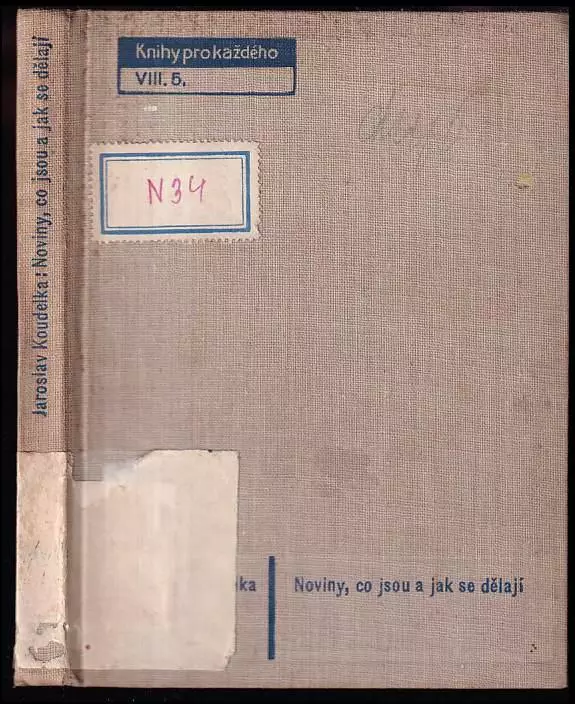 Jaroslav Koudelka: Noviny, co jsou a jak se dělají
Knihy pro každého
VIII. 5.
N34
ka
Noviny, co jsou a jak se dělají